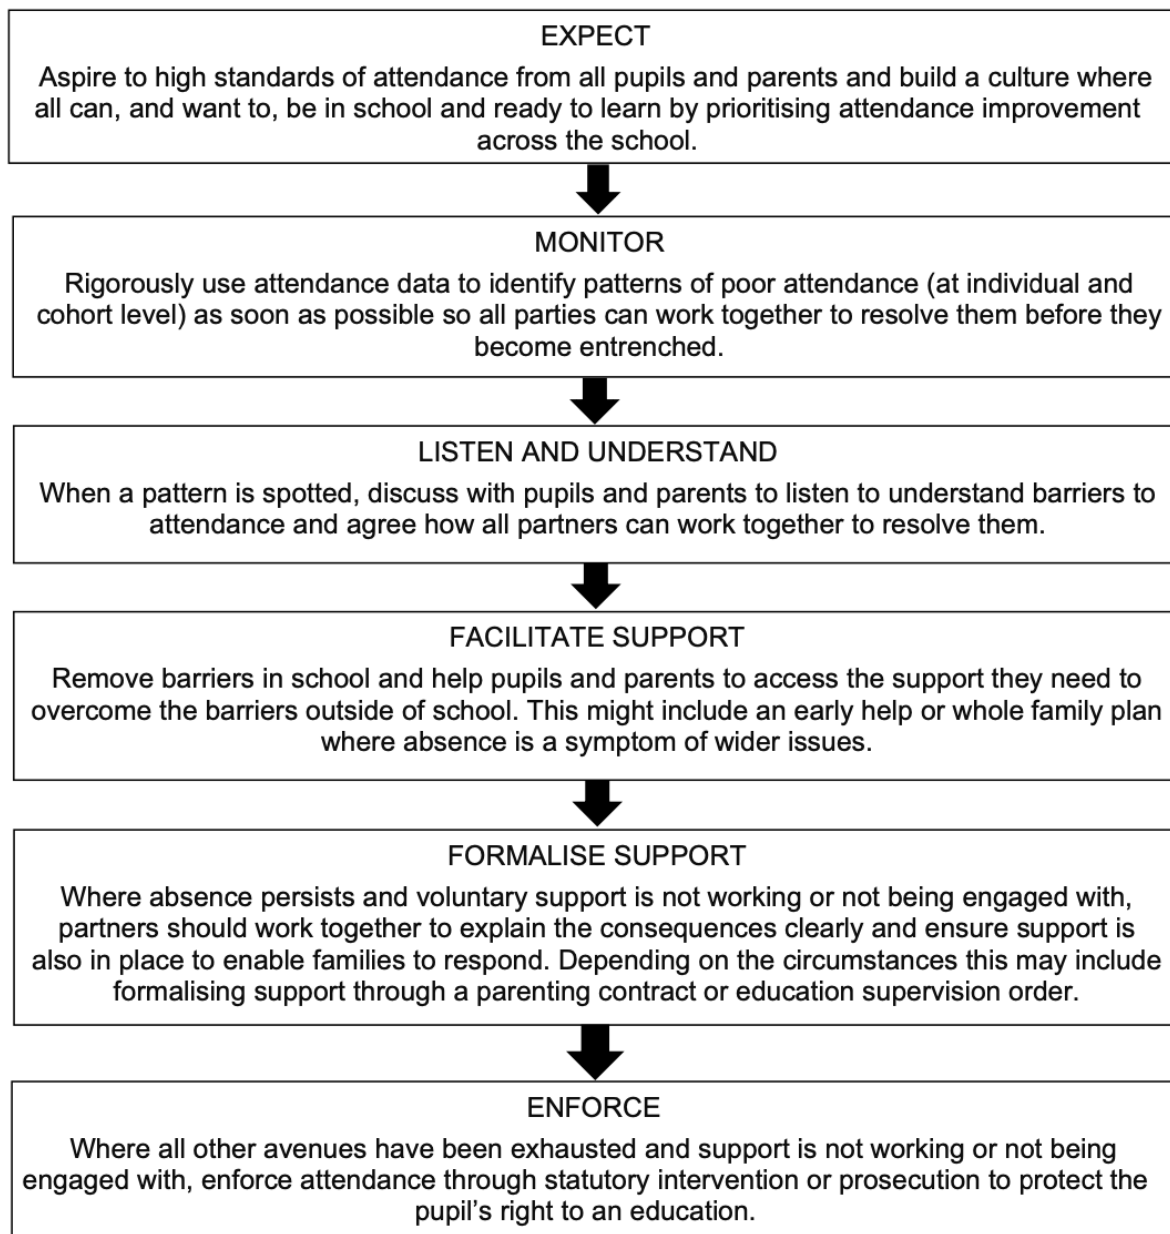 EXPECT
Aspire to high standards of attendance from all pupils and parents and build a culture where
all can, and want to, be in school and ready to learn by prioritising attendance improvement
across the school.
MONITOR
Rigorously use attendance data to identify patterns of poor attendance (at individual and
cohort level) as soon as possible so all parties can work together to resolve them before they
become entrenched.
LISTEN AND UNDERSTAND
When a pattern is spotted, discuss with pupils and parents to listen to understand barriers to
attendance and agree how all partners can work together to resolve them.
FACILITATE SUPPORT
Remove barriers in school and help pupils and parents to access the support they need to
overcome the barriers outside of school. This might include an early help or whole family plan
where absence is a symptom of wider issues.
FORMALISE SUPPORT
Where absence persists and voluntary support is not working or not being engaged with,
partners should work together to explain the consequences clearly and ensure support is
also in place to enable families to respond. Depending on the circumstances this may include
formalising support through a parenting contract or education supervision order.
ENFORCE
Where all other avenues have been exhausted and support is not working or not being
engaged with, enforce attendance through statutory intervention or prosecution to protect the
pupil's right to an education.